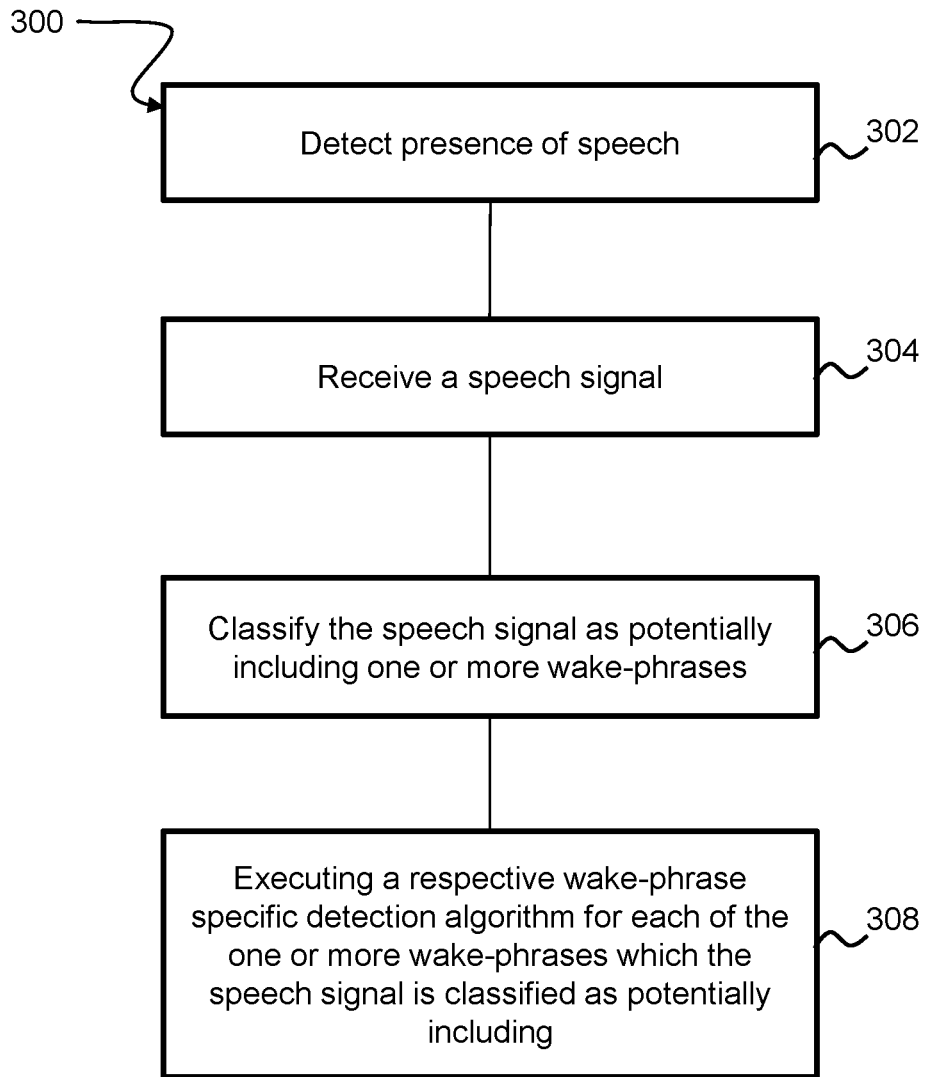 300
Detect presence of speech
302
Receive a speech signal
304
Classify the speech signal as potentially
including one or more wake-phrases
306
Executing a respective wake-phrase
specific detection algorithm for each of the
one or more wake-phrases which the
speech signal is classified as potentially
including
308